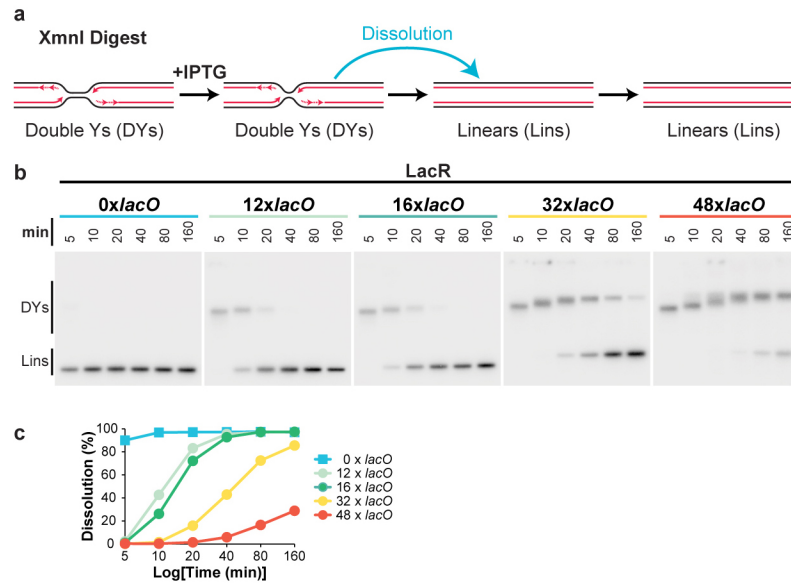 a
XmnI Digest
Dissolution
+IPTG
Double Ys (DYs) Double Ys (DYs) Linears (Lins) Linears (Lins)
b
LacR
0xlacO 12xlacO 16xlacO 32xlacO 48xlacO
min 5 10 20 40 80 160 5 10 20 40 80 160 5 10 20 40 80 160 5 10 20 40 80 160 5 10 20 40 80 160
DYs
Lins
c
Dissolution (%)
100
80
60
40
20
0
5 10 20 40 80 160
Log[Time (min)]
0 x lacO
12 x lacO
16 x lacO
32 x lacO
48 x lacO